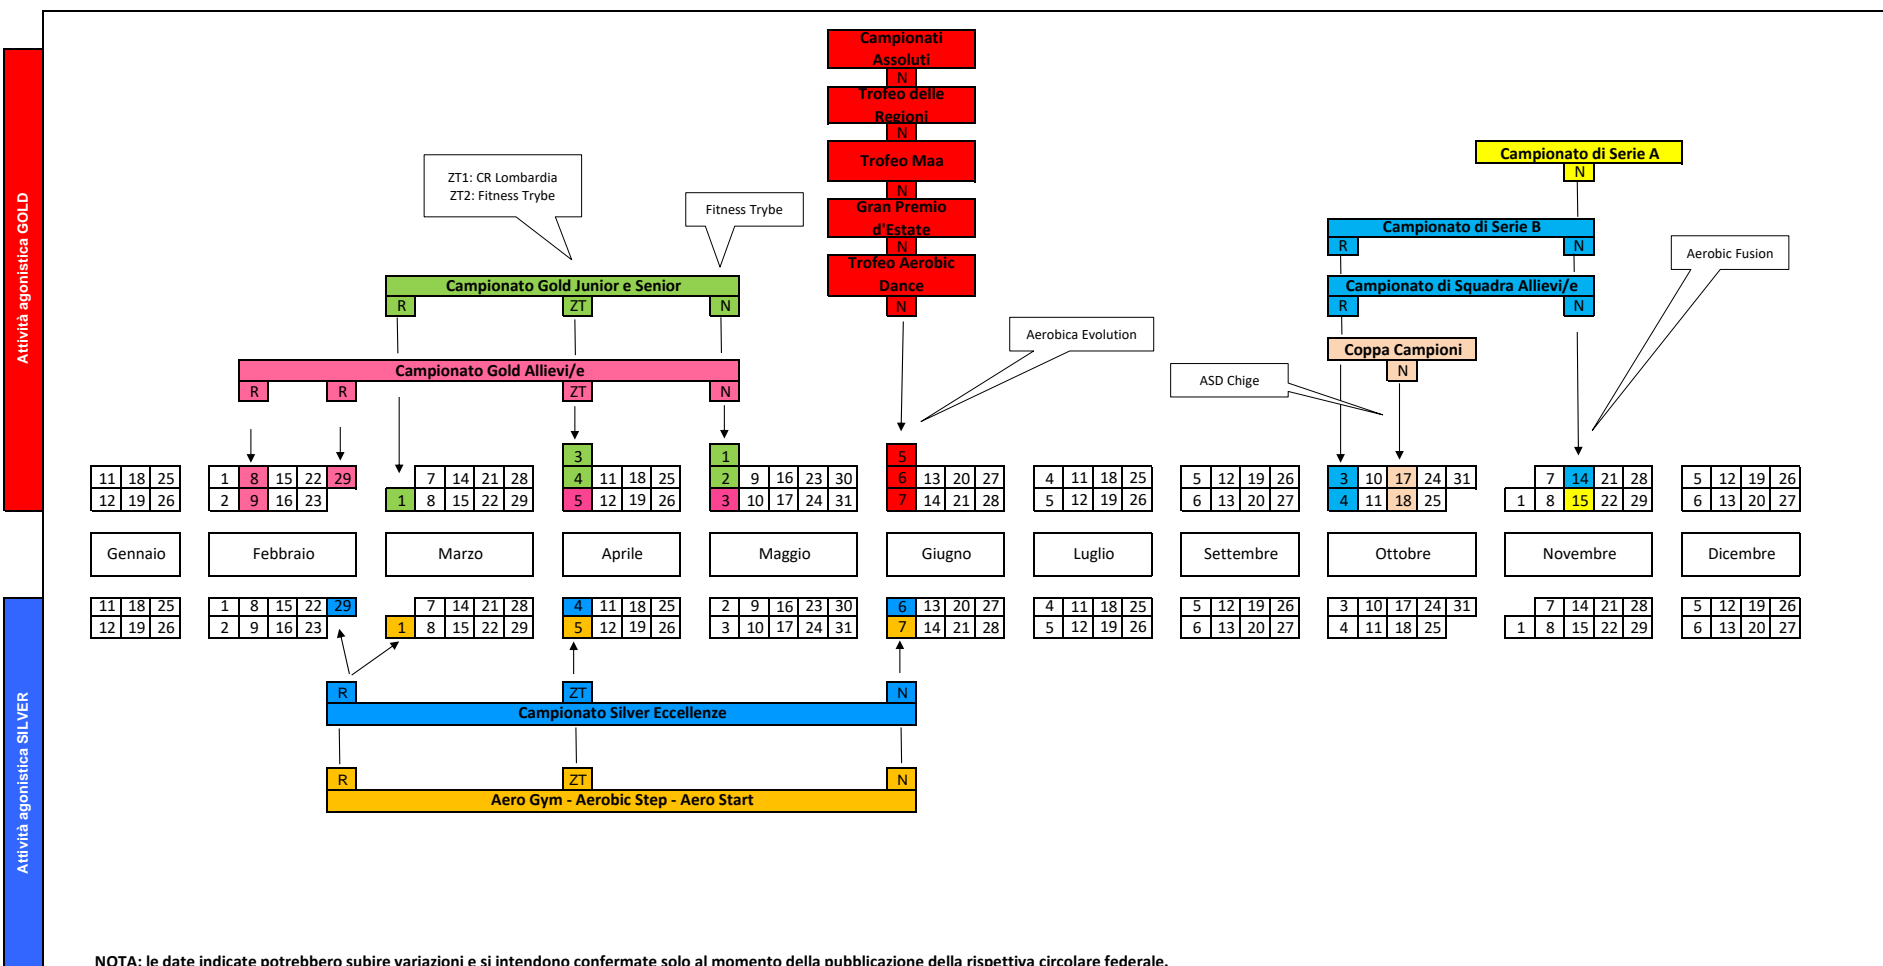 Attività agonistica GOLD
Campionati
Assoluti
N
Trofeo delle
Regioni
N
Trofeo Maa
N
Gran Premio
d'Estate
N
Trofeo Aerobic
Dance
N
ZT1: CR Lombardia
ZT2: Fitness Trybe
Fitness Trybe
Campionato di Serie A
N
Campionato di Serie B
R N
Aerobic Fusion
Campionato Gold Junior e Senior
R ZT N
Campionato di Squadra Allievi/e
R N
Aerobica Evolution
Coppa Campioni
N
Campionato Gold Allievi/e
R R ZT N
ASD Chige
3 1 5
11 18 25 1 8 15 22 29 7 14 21 28 4 11 18 25 2 9 16 23 30 6 13 20 27 4 11 18 25 5 12 19 26 3 10 17 24 31 7 14 21 28 5 12 19 26
12 19 26 2 9 16 23 1 8 15 22 29 5 12 19 26 3 10 17 24 31 7 14 21 28 5 12 19 26 6 13 20 27 4 11 18 25 1 8 15 22 29 6 13 20 27
Gennaio Febbraio Marzo Aprile Maggio Giugno Luglio Settembre Ottobre Novembre Dicembre
Attività agonistica SILVER
11 18 25 1 8 15 22 29 7 14 21 28 4 11 18 25 2 9 16 23 30 6 13 20 27 4 11 18 25 5 12 19 26 3 10 17 24 31 7 14 21 28 5 12 19 26
12 19 26 2 9 16 23 1 8 15 22 29 5 12 19 26 3 10 17 24 31 7 14 21 28 5 12 19 26 6 13 20 27 4 11 18 25 1 8 15 22 29 6 13 20 27
R ZT N
Campionato Silver Eccellenze
R ZT N
Aero Gym - Aerobic Step - Aero Start
NOTA: le date indicate potrebbero subire variazioni e si intendono confermate solo al momento della pubblicazione della rispettiva circolare federale.